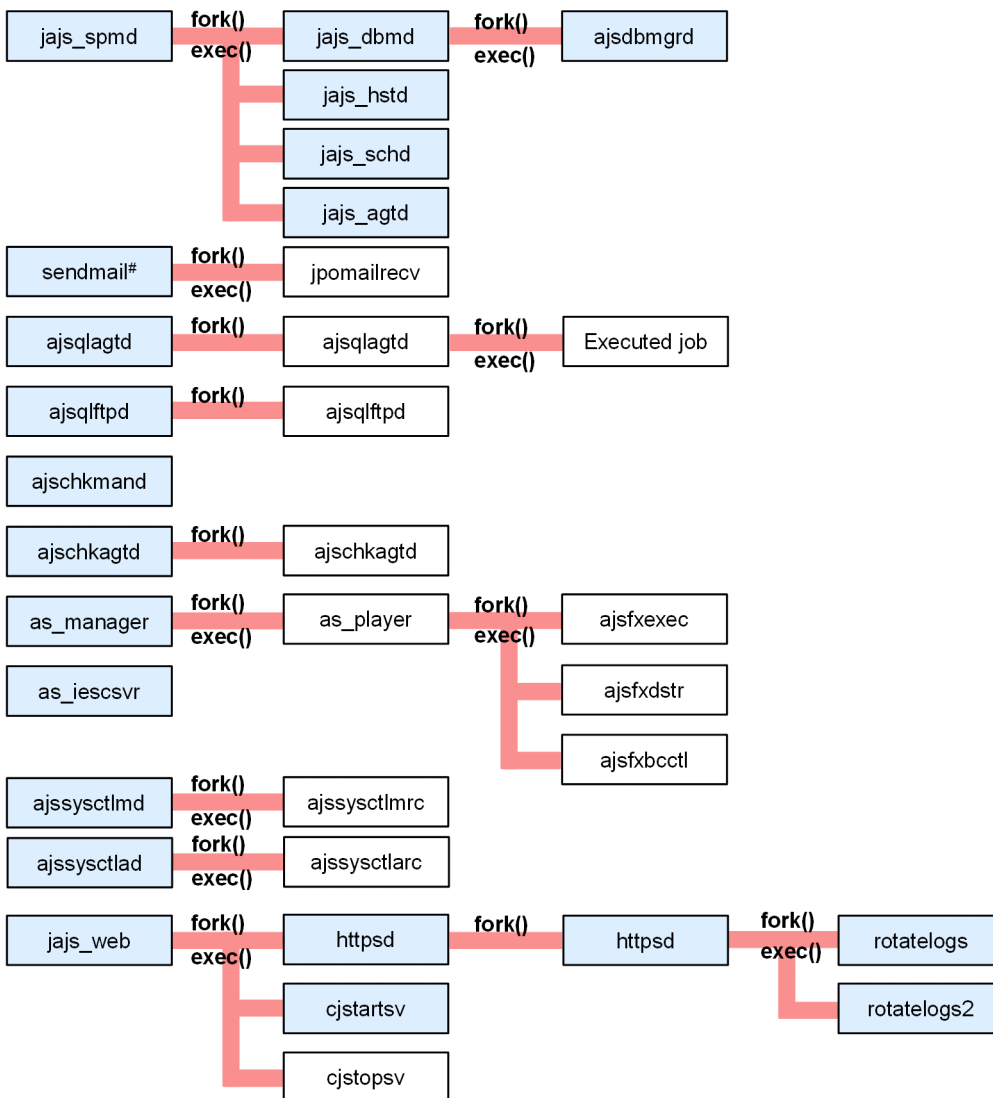 jajs_spmd fork() exec() jajs_dbmd fork() exec() ajsdbmgrd
jajs_hstd
jajs_schd
jajs_agtd
sendmail# fork() exec() jpomailrecv
ajsqlagtd fork() ajsqlagtd fork() exec() Executed job
ajsqlftpd fork() ajsqlftpd
ajschkmand
ajschkagtd fork() ajschkagtd
as_manager fork() exec() as_player fork() exec() ajsfxexec
as_iescsvr ajsfxdstr
ajsfxbcctl
ajssysctlmd fork() exec() ajssysctlmrc
ajssysctlad fork() exec() ajssysctlarc
jajs_web fork() exec() httpsd fork() httpsd fork() exec() rotatelogs
cjstartsv rotatelogs2
cjstopsv